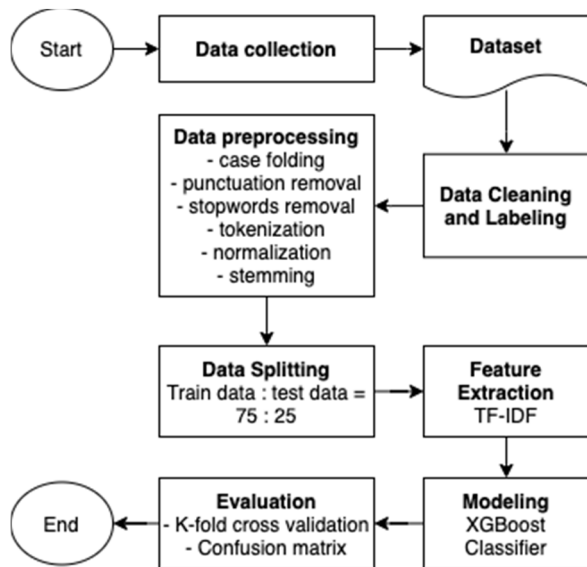 Start
Data collection
Dataset
Data Cleaning
and Labeling
Data preprocessing
- case folding
- punctuation removal
- stopwords removal
- tokenization
- normalization
- stemming
Data Splitting
Train data : test data =
75 : 25
Feature
Extraction
TF-IDF
Modeling
XGBoost
Classifier
Evaluation
- K-fold cross validation
- Confusion matrix
End